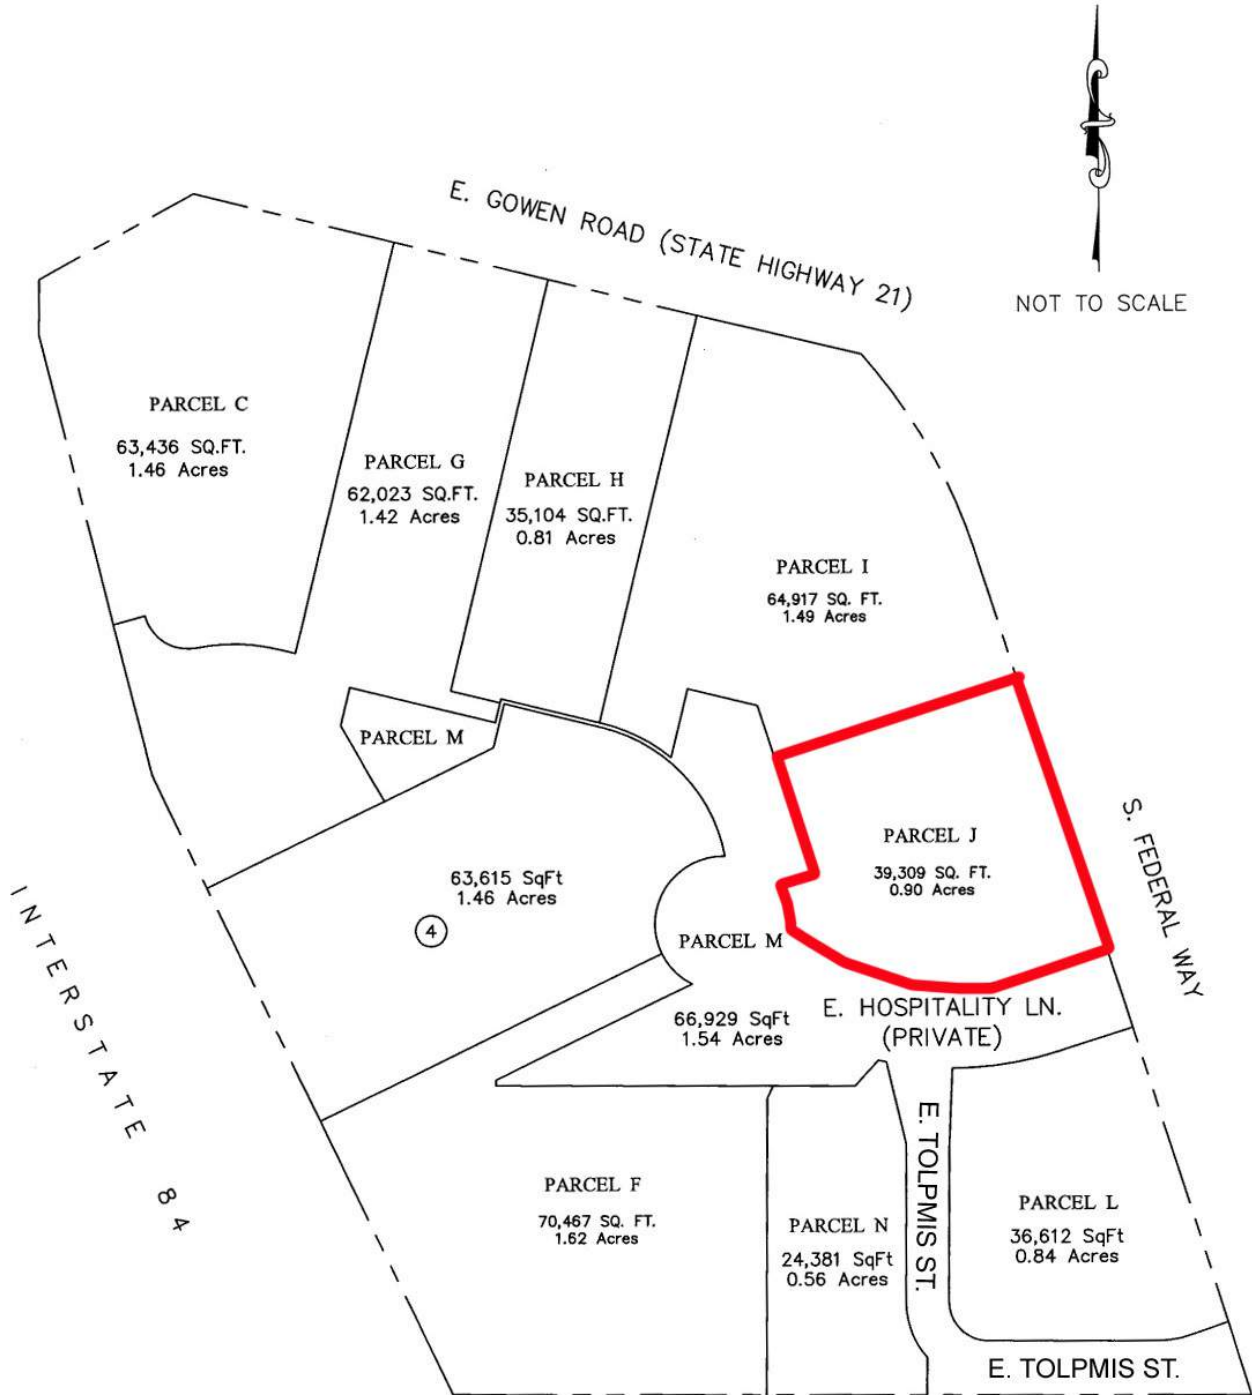 E. GOWEN ROAD (STATE HIGHWAY 21)
NOT TO SCALE
PARCEL C
63,436 SQ.FT.
1.46 Acres
PARCEL G
62,023 SQ.FT.
1.42 Acres
PARCEL H
35,104 SQ.FT.
0.81 Acres
PARCEL I
64,917 SQ. FT.
1.49 Acres
PARCEL M
PARCEL J
39,309 SQ. FT.
0.90 Acres
S. FEDERAL WAY
63,615 SqFt
1.46 Acres
4
INTERSTATE 84
PARCEL M
66,929 SqFt
1.54 Acres
E. HOSPITALITY LN.
(PRIVATE)
E. TOLPMIS ST.
PARCEL F
70,467 SQ. FT.
1.62 Acres
PARCEL N
24,381 SqFt
0.56 Acres
PARCEL L
36,612 SqFt
0.84 Acres
E. TOLPMIS ST.